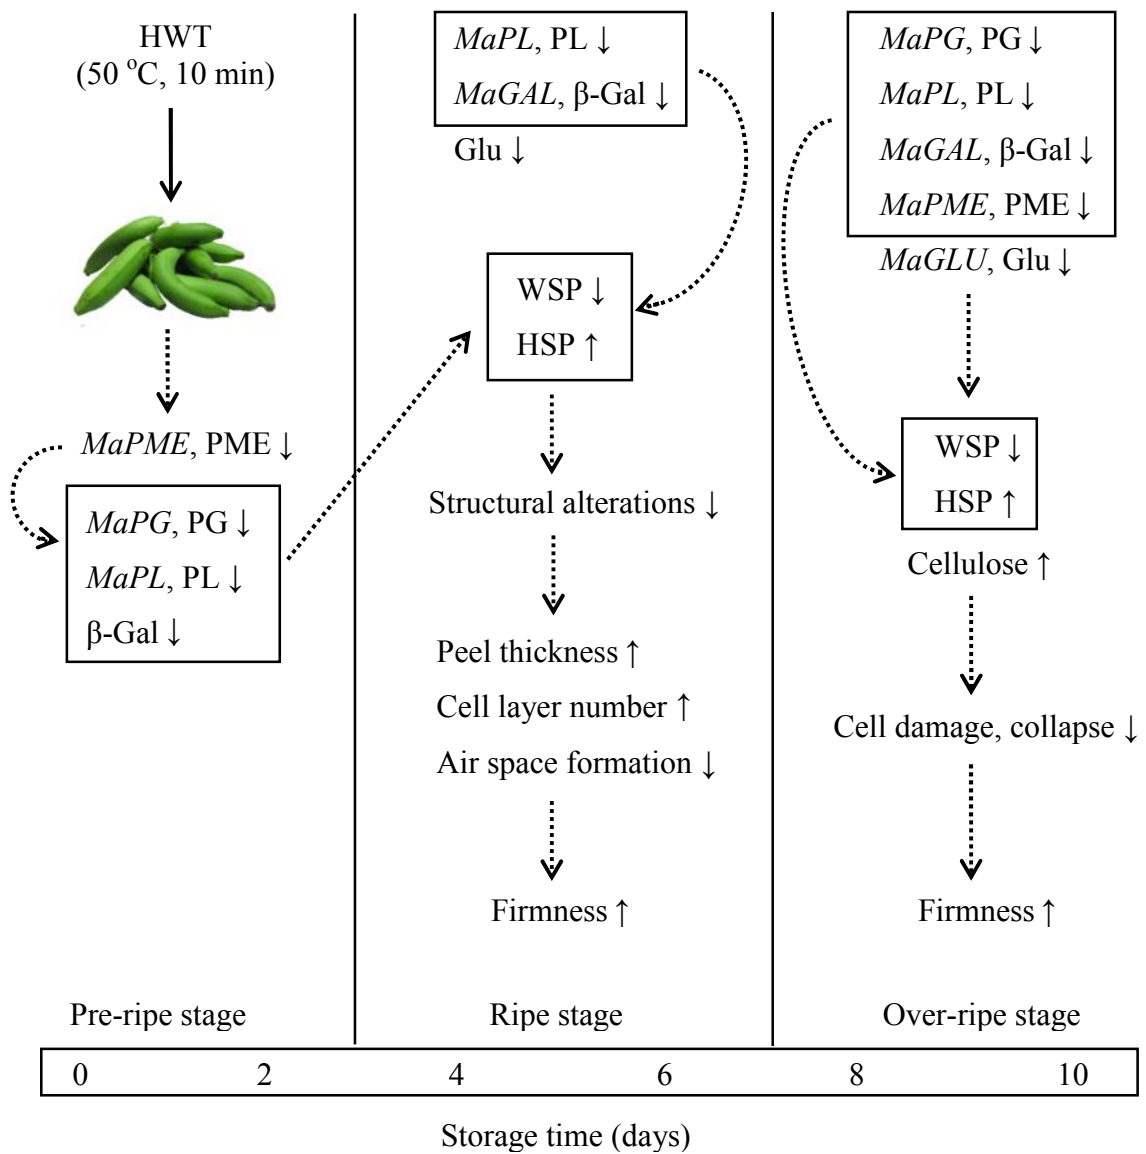 HWT
(50 °C, 10 min)
MaPME, PME ↓
MaPG, PG ↓
MaPL, PL ↓
β-Gal ↓
Pre-ripe stage
MaPL, PL ↓
MaGAL, β-Gal ↓
Glu ↓
WSP ↓
HSP ↑
Structural alterations ↓
Peel thickness ↑
Cell layer number ↑
Air space formation ↓
Firmness ↑
Ripe stage
MaPG, PG ↓
MaPL, PL ↓
MaGAL, β-Gal ↓
MaPME, PME ↓
MaGLU, Glu ↓
WSP ↓
HSP ↑
Cellulose ↑
Cell damage, collapse ↓
Firmness ↑
Over-ripe stage
0 2 4 6 8 10
Storage time (days)